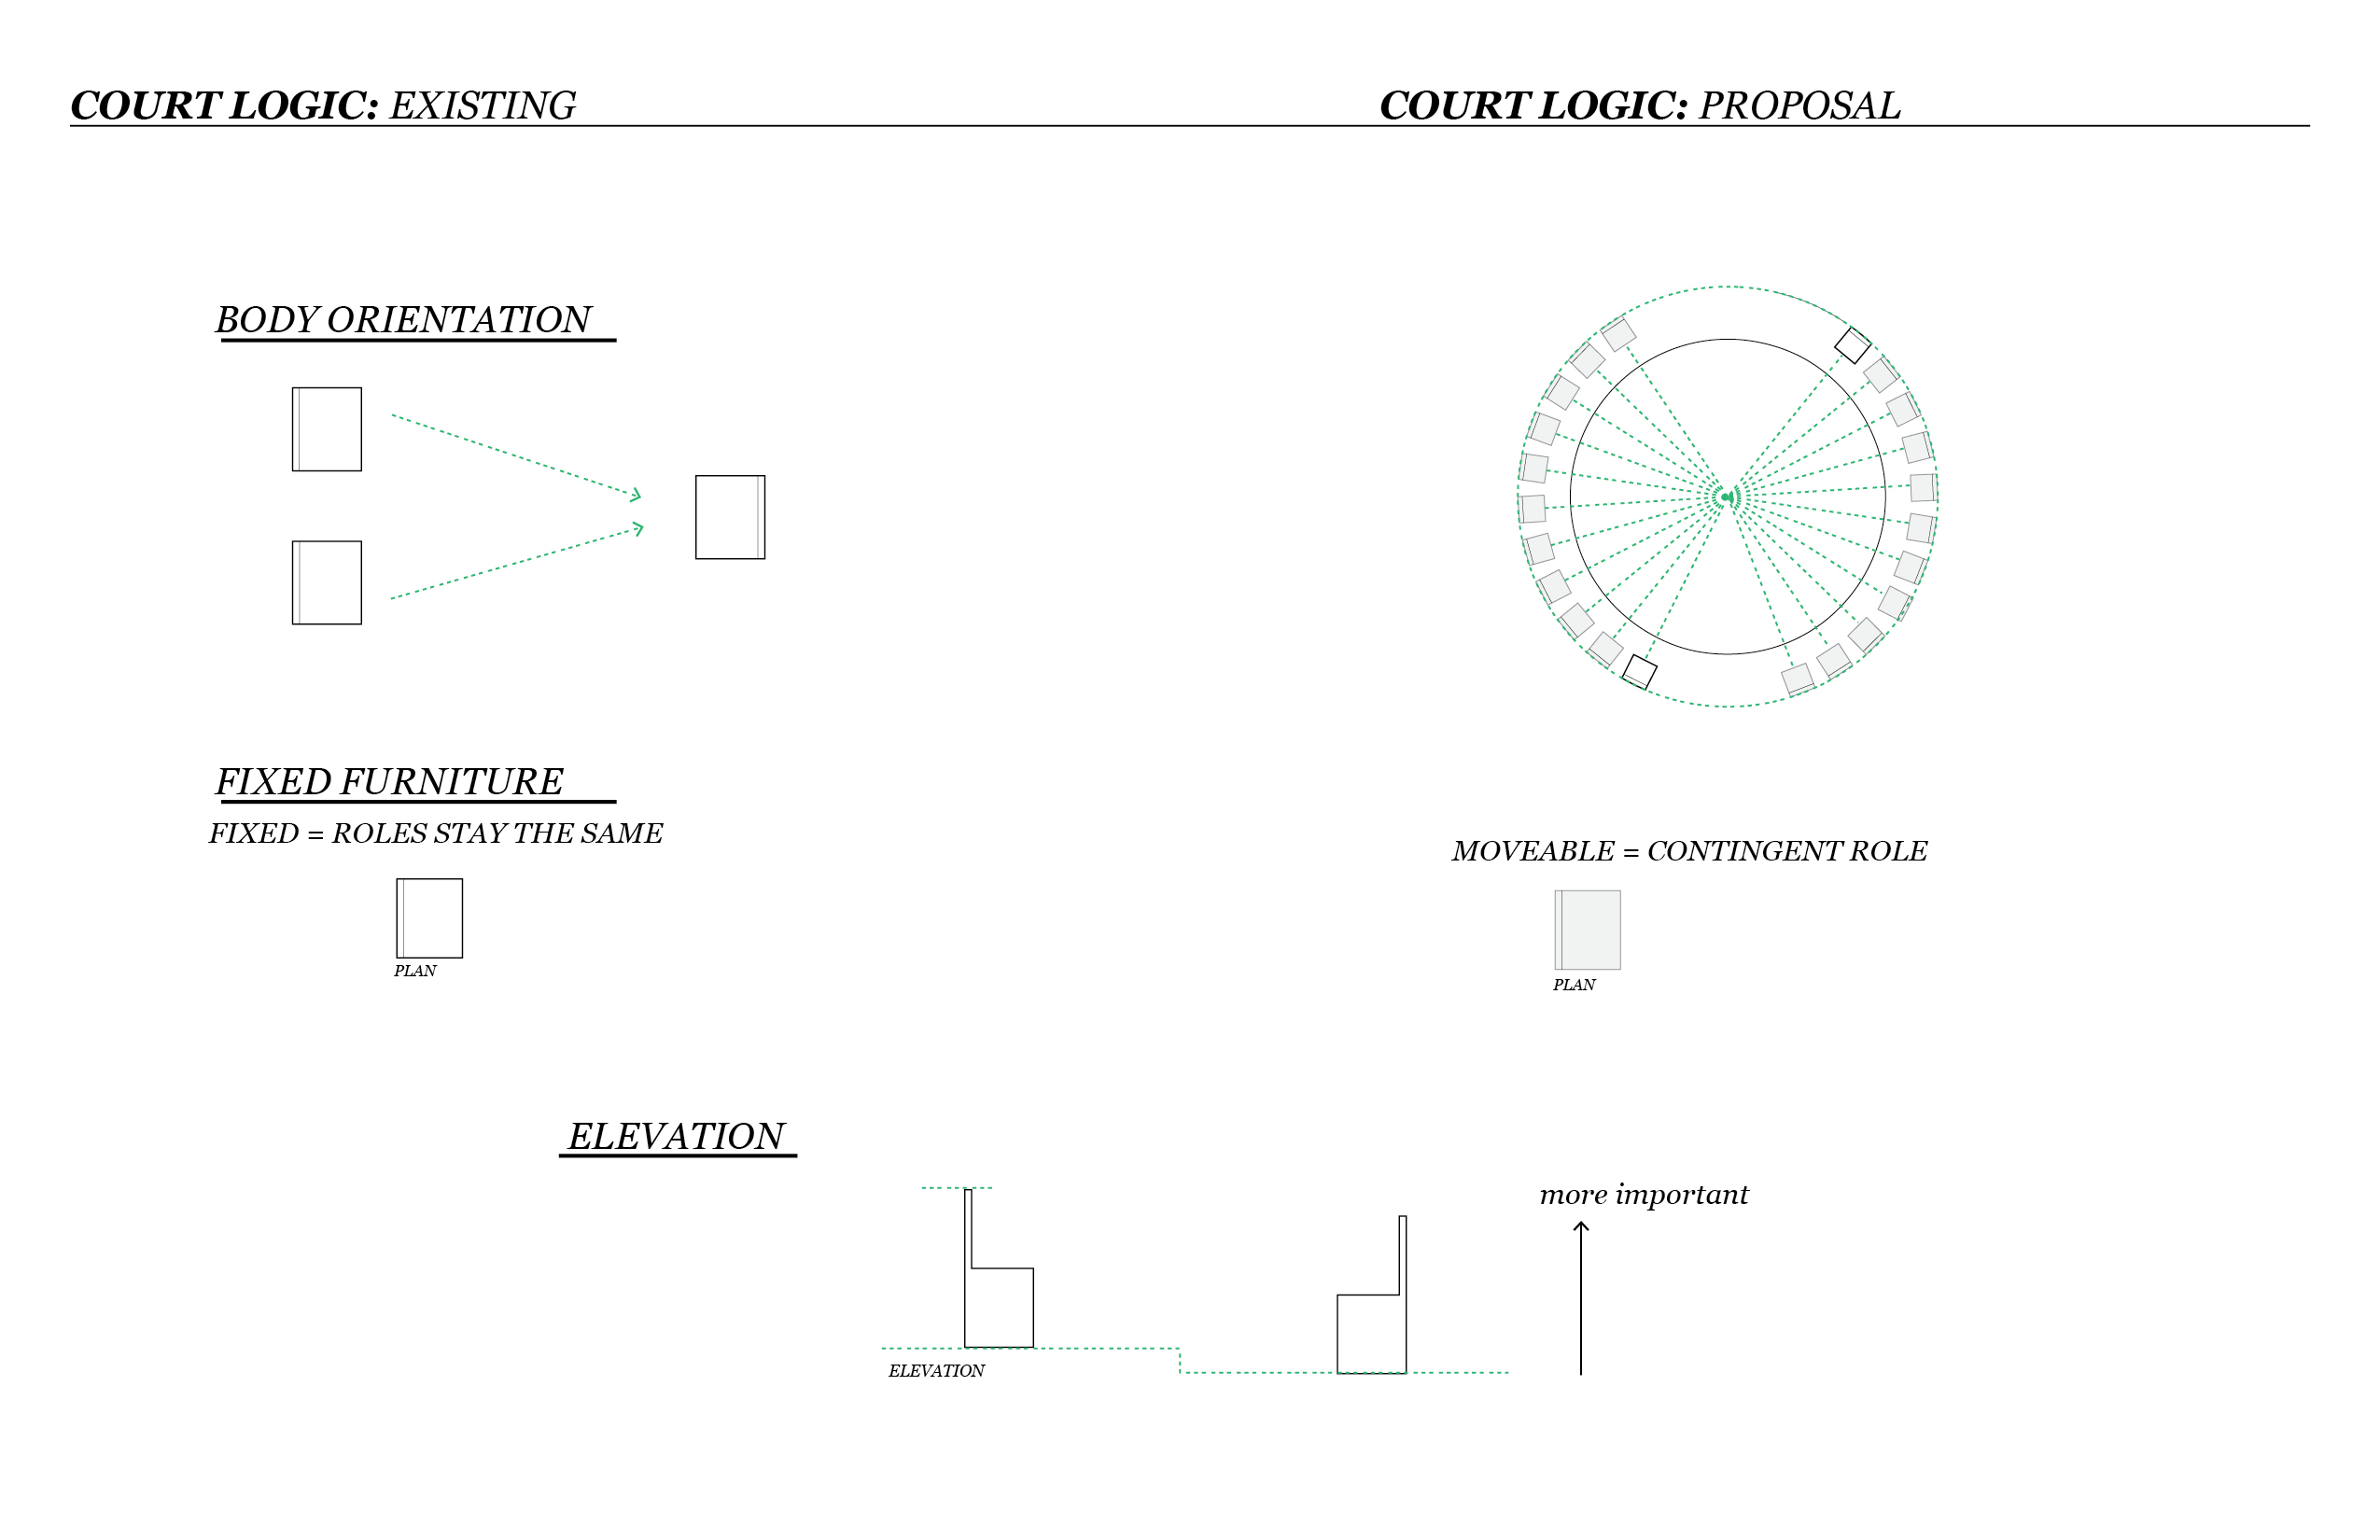 COURT LOGIC: EXISTING
COURT LOGIC: PROPOSAL
BODY ORIENTATION
FIXED FURNITURE
FIXED = ROLES STAY THE SAME
PLAN
MOVEABLE = CONTINGENT ROLE
PLAN
ELEVATION
more important
ELEVATION